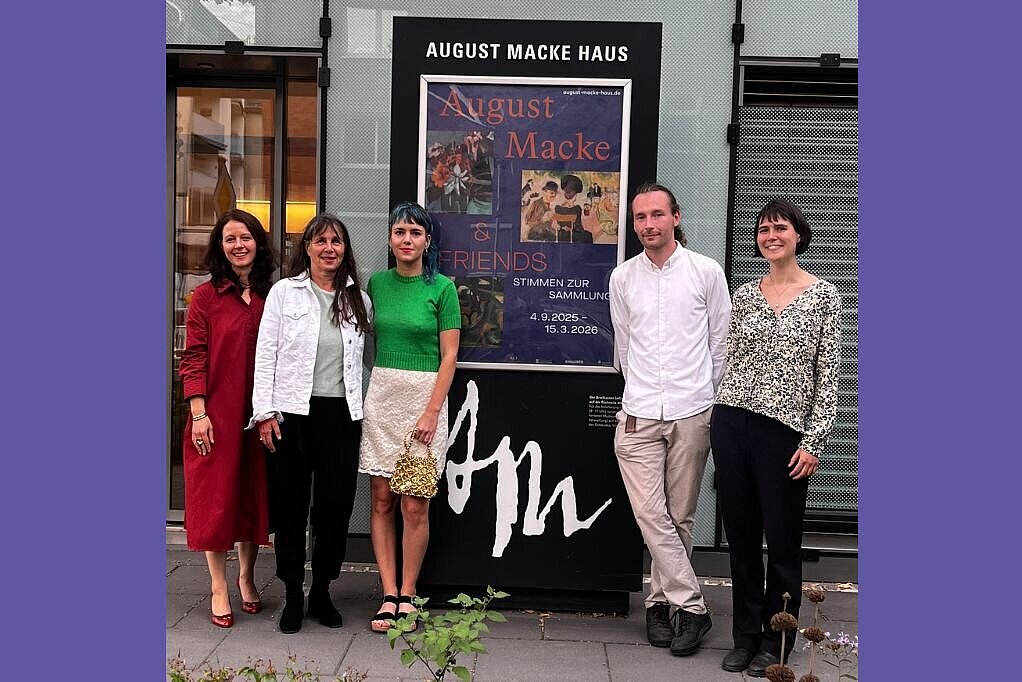 AUGUST MACKE HAUS
august-macke-haus.de
August
Macke
&
FRIENDS
STIMMEN ZUR
SAMMLUNG
4.9.2025 –
15.3.2026
Am